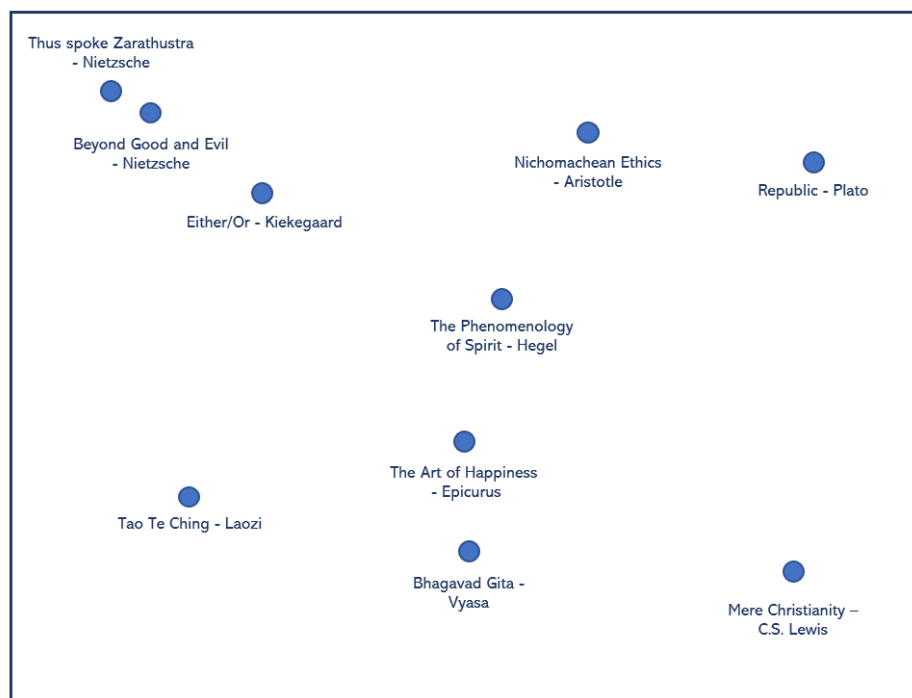 Thus spoke Zarathustra
- Nietzsche
Beyond Good and Evil
- Nietzsche
Nichomachean Ethics
- Aristotle
Republic - Plato
Either/Or - Kiekegaard
The Phenomenology
of Spirit - Hegel
The Art of Happiness
- Epicurus
Tao Te Ching - Laozi
Bhagavad Gita -
Vyasa
Mere Christianity –
C.S. Lewis